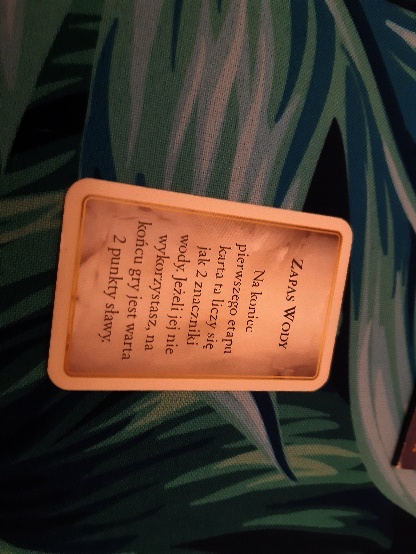 ZAPAS WODY
Na koniec
pierwszego etapu
karta ta liczy się
jak 2 znaczniki
wody. Jeżeli jej nie
wykorzystasz, na
końcu gry jest warta
2 punkty sławy.